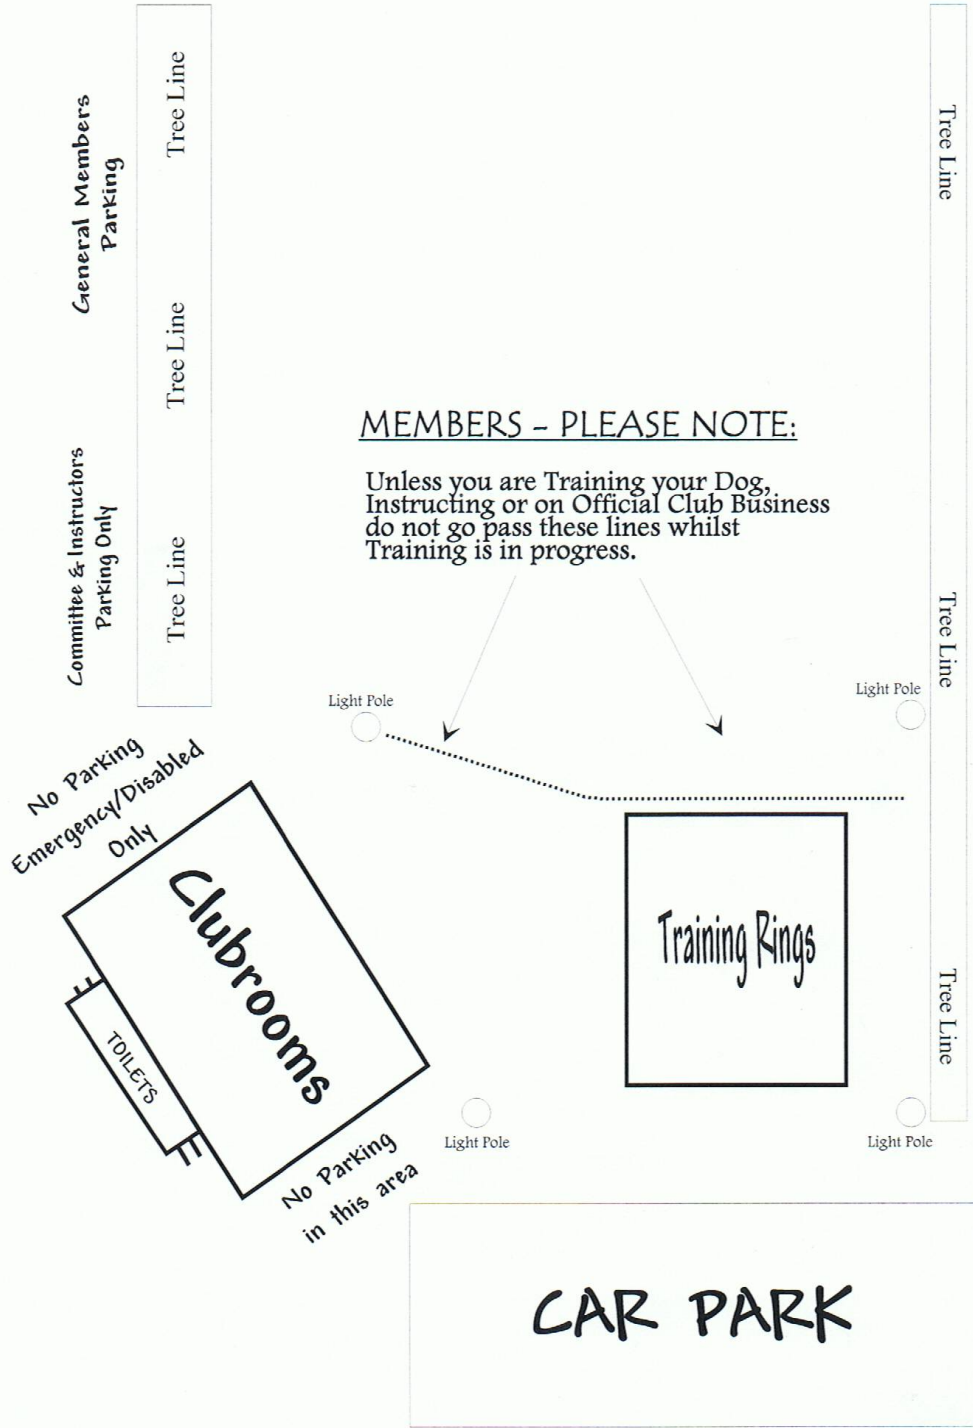 General Members
Parking
Tree Line
Tree Line
Tree Line
Committee & Instructors
Parking Only
Tree Line
MEMBERS - PLEASE NOTE:
Unless you are Training your Dog,
Instructing or on Official Club Business
do not go pass these lines whilst
Training is in progress.
Tree Line
Tree Line
Light Pole
Light Pole
No Parking
Emergency/Disabled
Only
Clubrooms
TOILETS
Training Rings
Tree Line
Light Pole
Light Pole
No Parking
in this area
CAR PARK